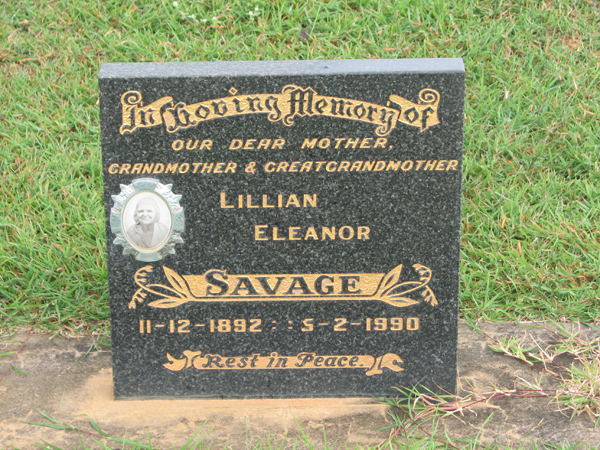 In Loving Memory of
OUR DEAR MOTHER,
GRANDMOTHER & GREATGRANDMOTHER
LILLIAN
ELEANOR
SAVAGE
11-12-1892 :: 5-2-1990
Rest in Peace.